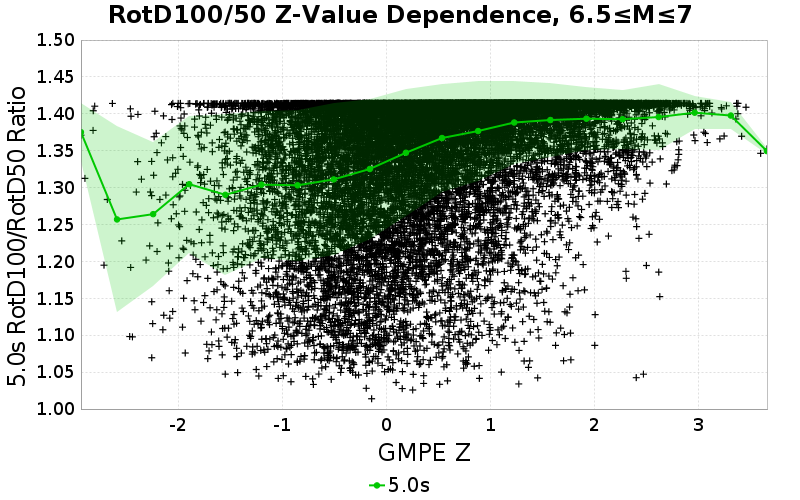 RotD100/50 Z-Value Dependence, 6.5≤M≤7
5.0s RotD100/RotD50 Ratio
1.50
1.45
1.40
1.35
1.30
1.25
1.20
1.15
1.10
1.05
1.00
-2 -1 0 1 2 3
GMPE Z
5.0s